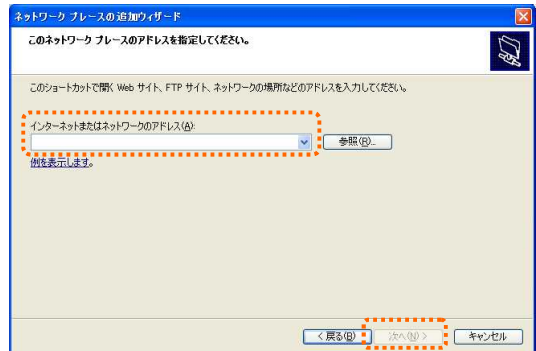 ネットワーク プレースの追加ウィザード
このネットワーク プレースのアドレスを指定してください。
このショートカットで開く Web サイト、FTP サイト、ネットワークの場所などのアドレスを入力してください。
インターネットまたはネットワークのアドレス(A):
参照(R)...
例を表示します。
< 戻る(B)
次へ(N) >
キャンセル